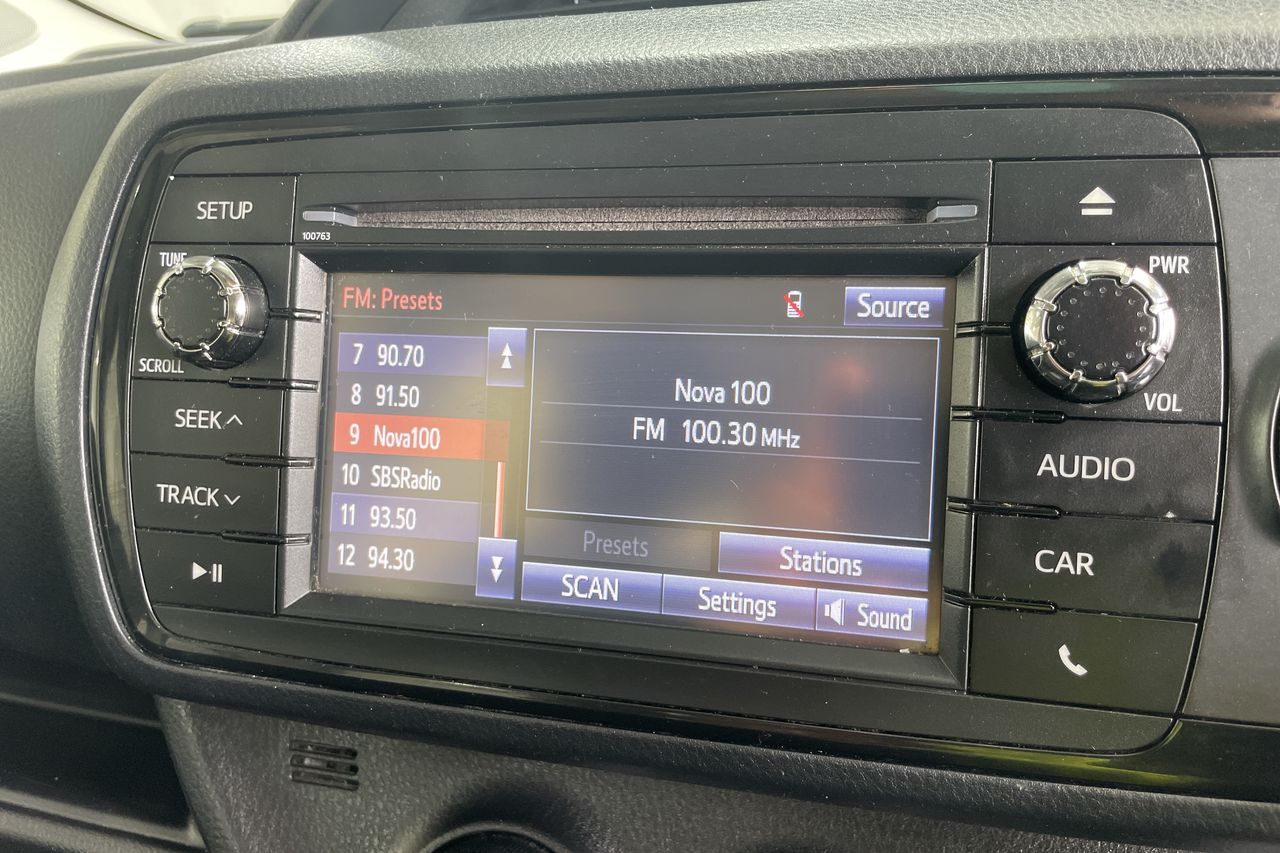 SETUP
100763
TUNE
SCROLL
SEEK
TRACK
FM: Presets
Source
7 90.70
8 91.50
9 Nova100
10 SBSRadio
11 93.50
12 94.30
Nova 100
FM 100.30 MHz
Presets
Stations
SCAN
Settings
Sound
PWR
VOL
AUDIO
CAR